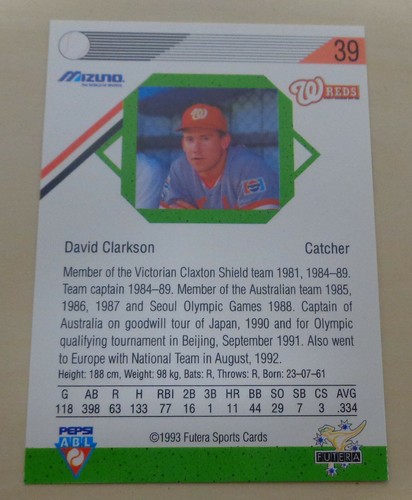 39
MIZUNO
W REDS
W
David Clarkson Catcher
Member of the Victorian Claxton Shield team 1981, 1984–89.
Team captain 1984–89. Member of the Australian team 1985,
1986, 1987 and Seoul Olympic Games 1988. Captain of
Australia on goodwill tour of Japan, 1990 and for Olympic
qualifying tournament in Beijing, September 1991. Also went
to Europe with National Team in August, 1992.
Height: 188 cm, Weight: 98 kg, Bats: R, Throws: R, Born: 23-07-61
G AB R H RBI 2B 3B HR BB SO SB CS AVG
118 398 63 133 77 16 1 11 44 29 7 3 .334
PEPSI
ABL
©1993 Futera Sports Cards
FUTERA